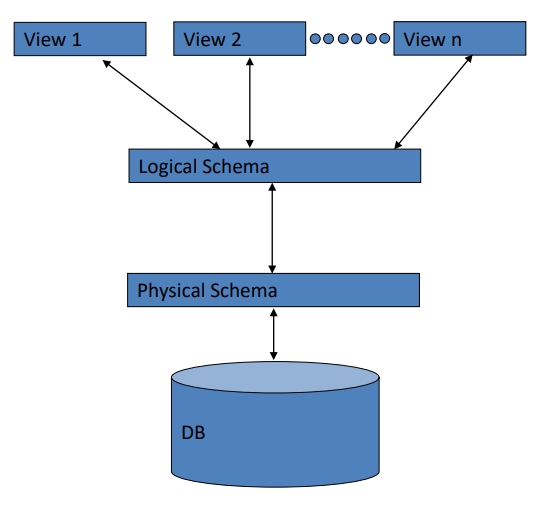 View 1
View 2
View n
Logical Schema
Physical Schema
DB